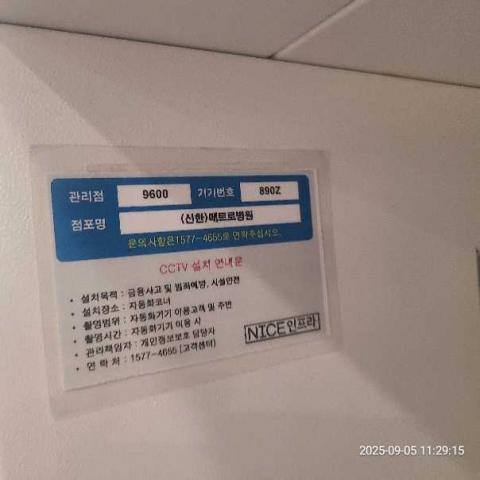 관리점 9600 기기번호 890Z
점포명 (신한)메트로병원
문의사항은1577-4655로 연락주십시오.
CCTV 설치 안내문
• 설치목적 : 금융사고 및 범죄예방, 시설안전
• 설치장소 : 자동화코너
• 촬영범위 : 자동화기기 이용고객 및 주변
• 촬영시간 : 자동화기기 이용 시
• 관리책임자 : 개인정보보호 담당자
• 연 락 처 : 1577-4655 [고객센터]
NICE인프라
2025-09-05 11:29:15